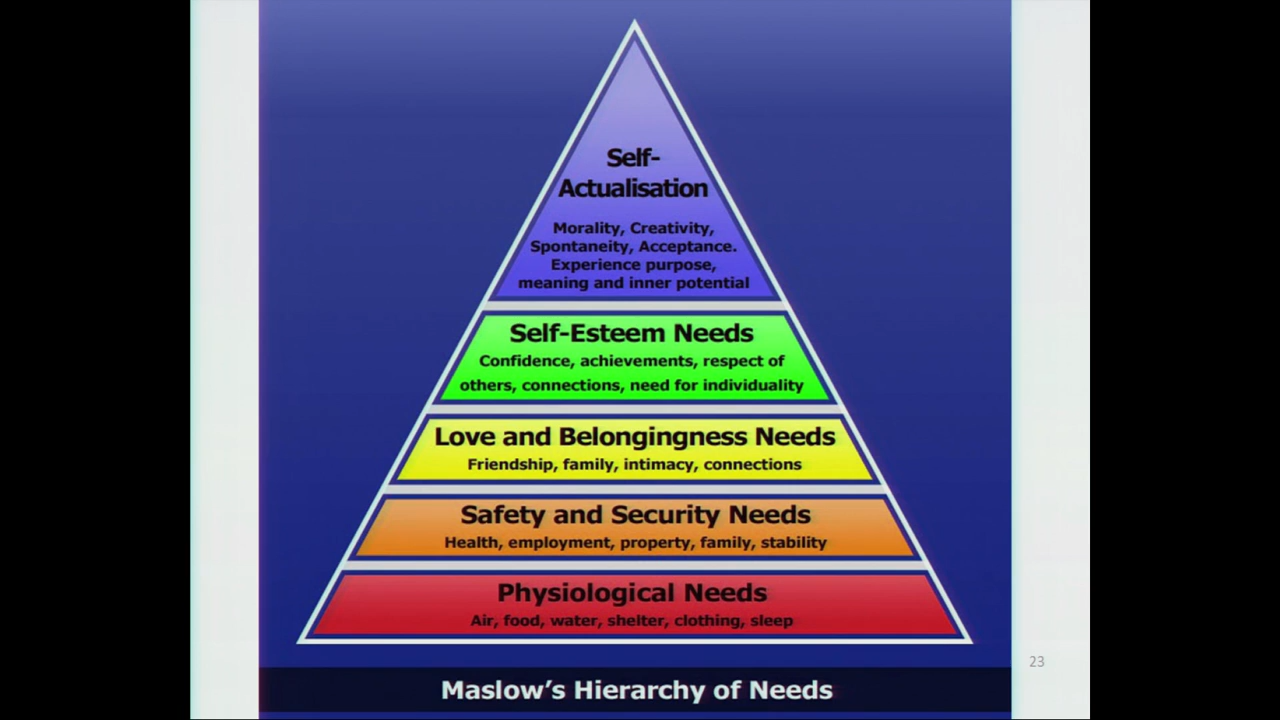 Self-
Actualisation
Morality, Creativity,
Spontaneity, Acceptance.
Experience purpose,
meaning and inner potential
Self-Esteem Needs
Confidence, achievements, respect of
others, connections, need for individuality
Love and Belongingness Needs
Friendship, family, intimacy, connections
Safety and Security Needs
Health, employment, property, family, stability
Physiological Needs
Air, food, water, shelter, clothing, sleep
23
Maslow’s Hierarchy of Needs